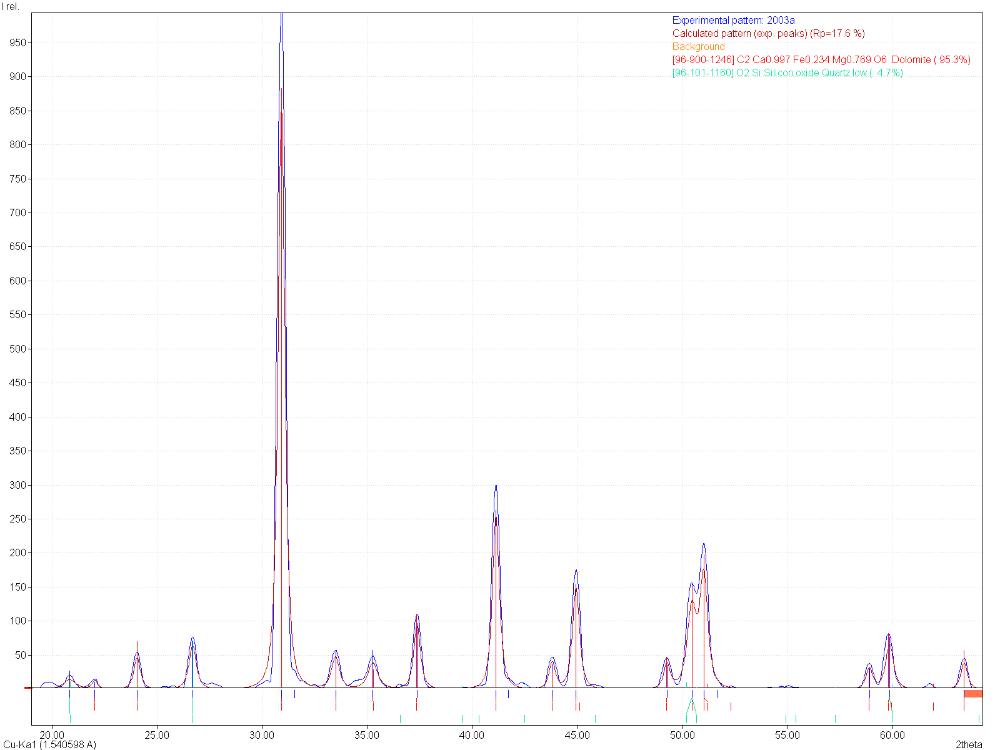 I rel.
Experimental pattern: 2003a
Calculated pattern (exp. peaks) (Rp=17.6 %)
Background
[96-900-1246] C2 Ca0.997 Fe0.234 Mg0.769 O6 Dolomite ( 95.3%)
[96-101-1160] O2 Si Silicon oxide Quartz low ( 4.7%)
950
900
850
800
750
700
650
600
550
500
450
400
350
300
250
200
150
100
50
20.00 25.00 30.00 35.00 40.00 45.00 50.00 55.00 60.00
Cu-Ka1 (1.540598 A) 2theta